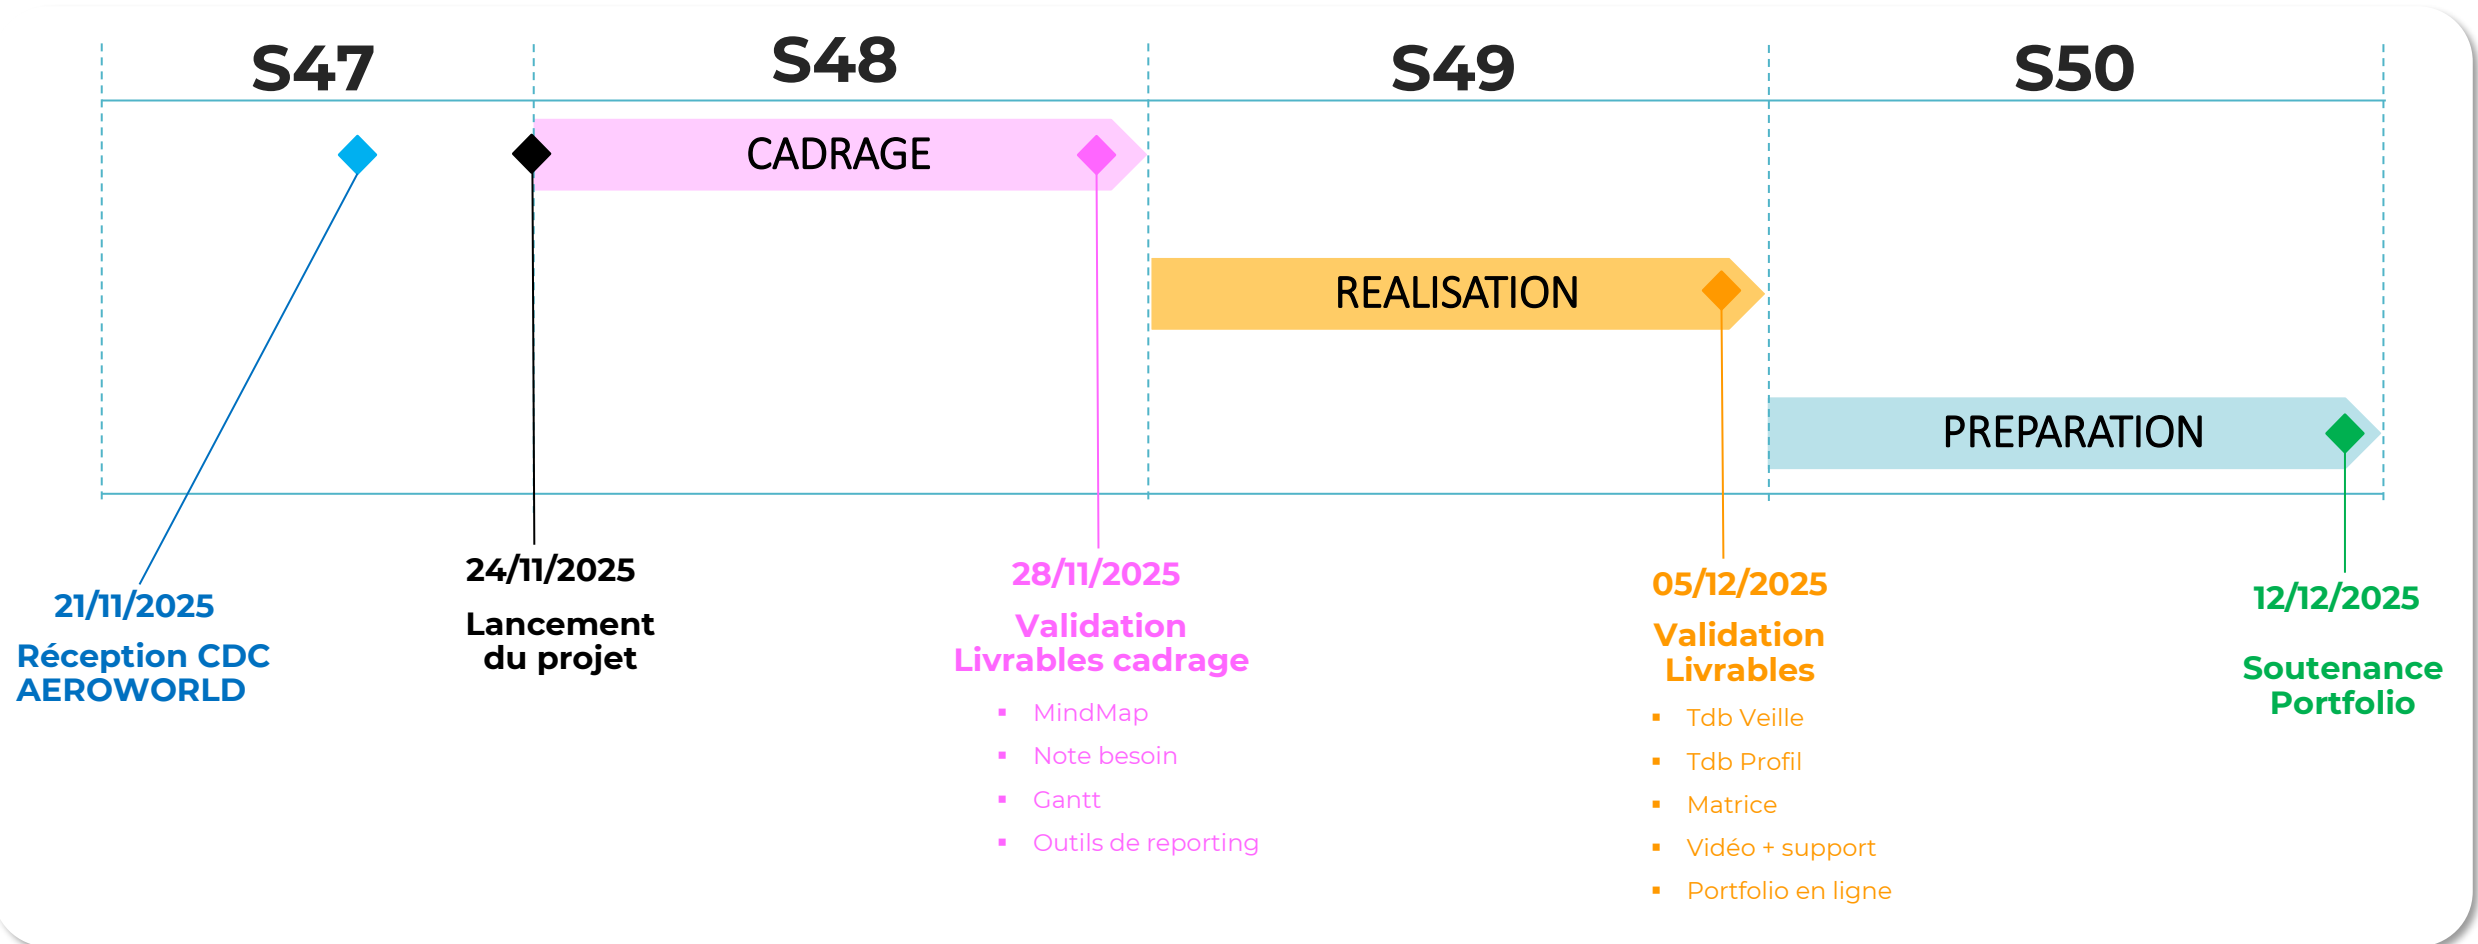 S47
S48
S49
S50
CADRAGE
REALISATION
PREPARATION
21/11/2025
Réception CDC
AEROWORLD
24/11/2025
Lancement
du projet
28/11/2025
Validation
Livrables cadrage
▪ MindMap
▪ Note besoin
▪ Gantt
▪ Outils de reporting
05/12/2025
Validation
Livrables
▪ Tdb Veille
▪ Tdb Profil
▪ Matrice
▪ Vidéo + support
▪ Portfolio en ligne
12/12/2025
Soutenance
Portfolio